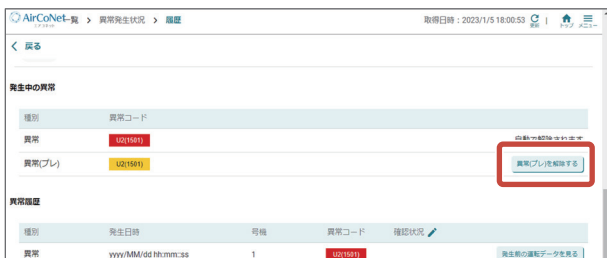 AirCoNet 一覧 > 異常発生状況 > 履歴 取得日時：2023/1/5 18:00:53 更新 | トップ メニュー
< 戻る
発生中の異常
種別 異常コード
異常 U2(1501) 自動で解除されます
異常(プレ) U2(1501) 異常(プレ)を解除する
異常履歴
種別 発生日時 号機 異常コード 確認状況
異常 yyyy/MM/dd hh:mm:ss 1 U2(1501) 発生前の運転データを見る